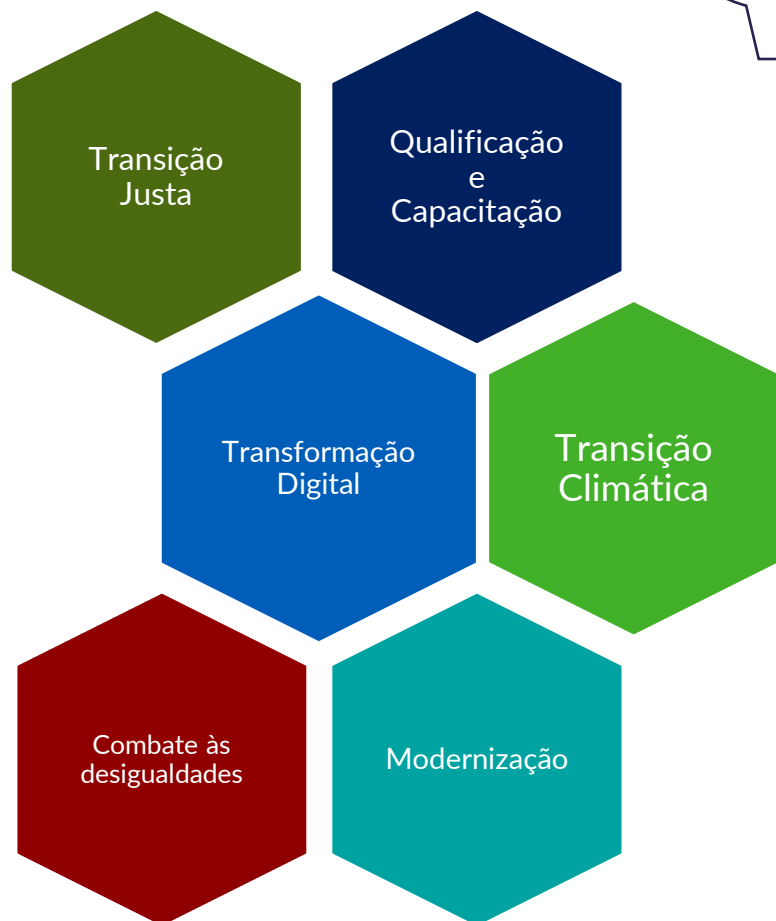 Transição
Justa
Qualificação
e
Capacitação
Transformação
Digital
Transição
Climática
Combate às
desigualdades
Modernização